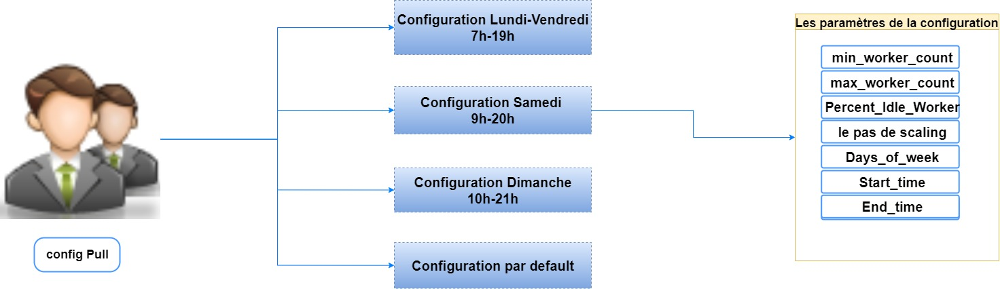 config Pull
Configuration Lundi-Vendredi
7h-19h
Configuration Samedi
9h-20h
Configuration Dimanche
10h-21h
Configuration par default
Les paramètres de la configuration
min_worker_count
max_worker_count
Percent_Idle_Worker
le pas de scaling
Days_of_week
Start_time
End_time